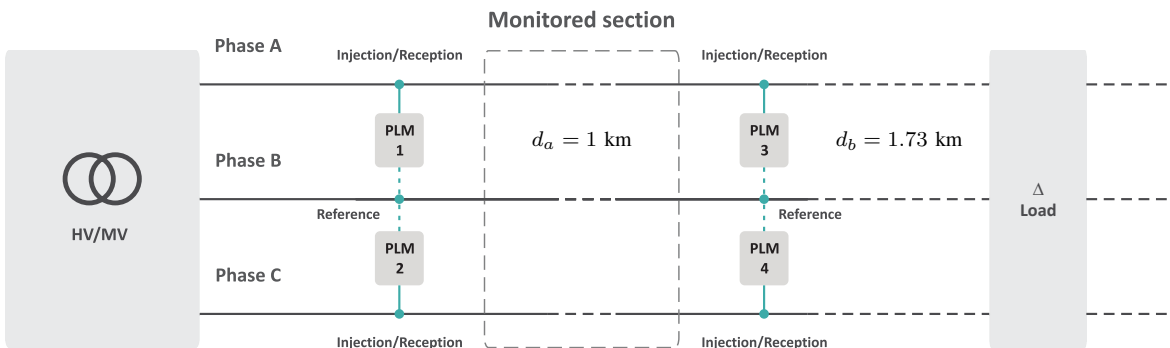 Monitored section
Phase A
Injection/Reception
Injection/Reception
PLM
1
PLM
3
d_a = 1 km
d_b = 1.73 km
Phase B
Reference
Reference
HV/MV
Δ
Load
PLM
2
PLM
4
Phase C
Injection/Reception
Injection/Reception